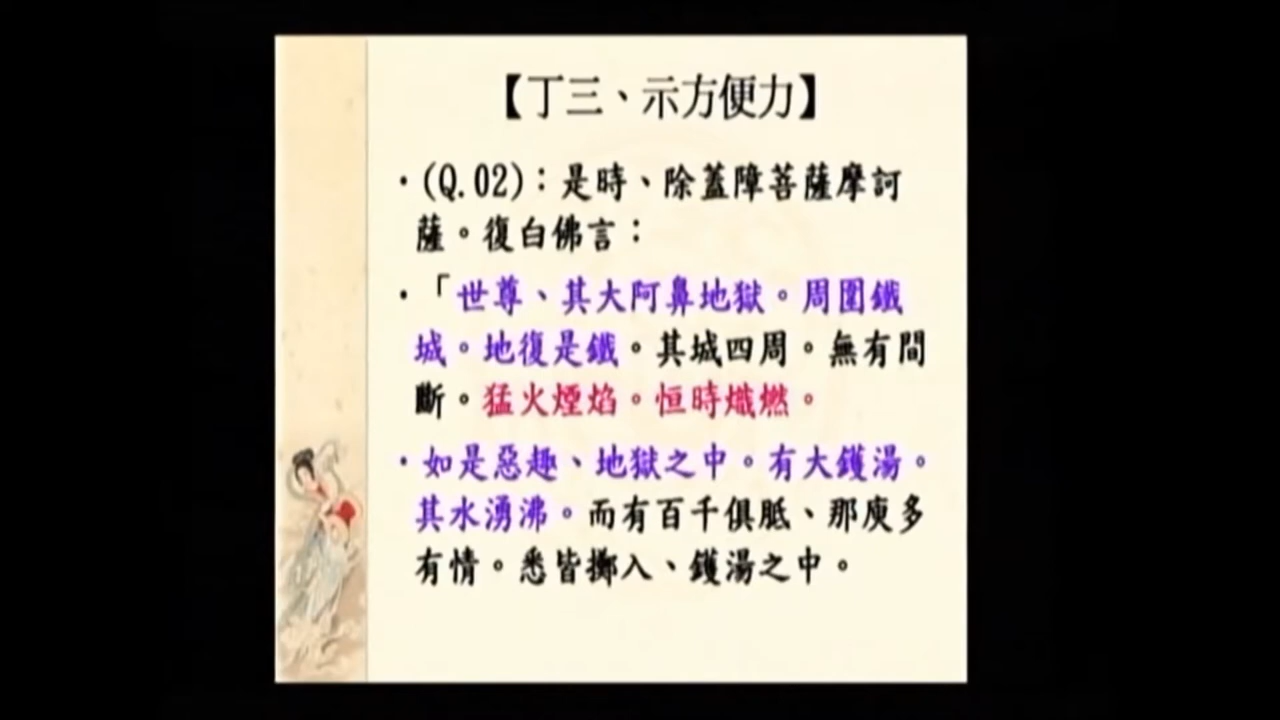 【丁三、示方便力】
·(Q.02)：是時、除蓋障菩薩摩訶
薩。復白佛言：
·「世尊、其大阿鼻地獄。周圍鐵
城。地復是鐵。其城四周。無有間
斷。猛火煙焰。恒時熾燃。
·如是惡趣、地獄之中。有大鑊湯。
其水湧沸。而有百千俱胝、那庾多
有情。悉皆擲入、鑊湯之中。